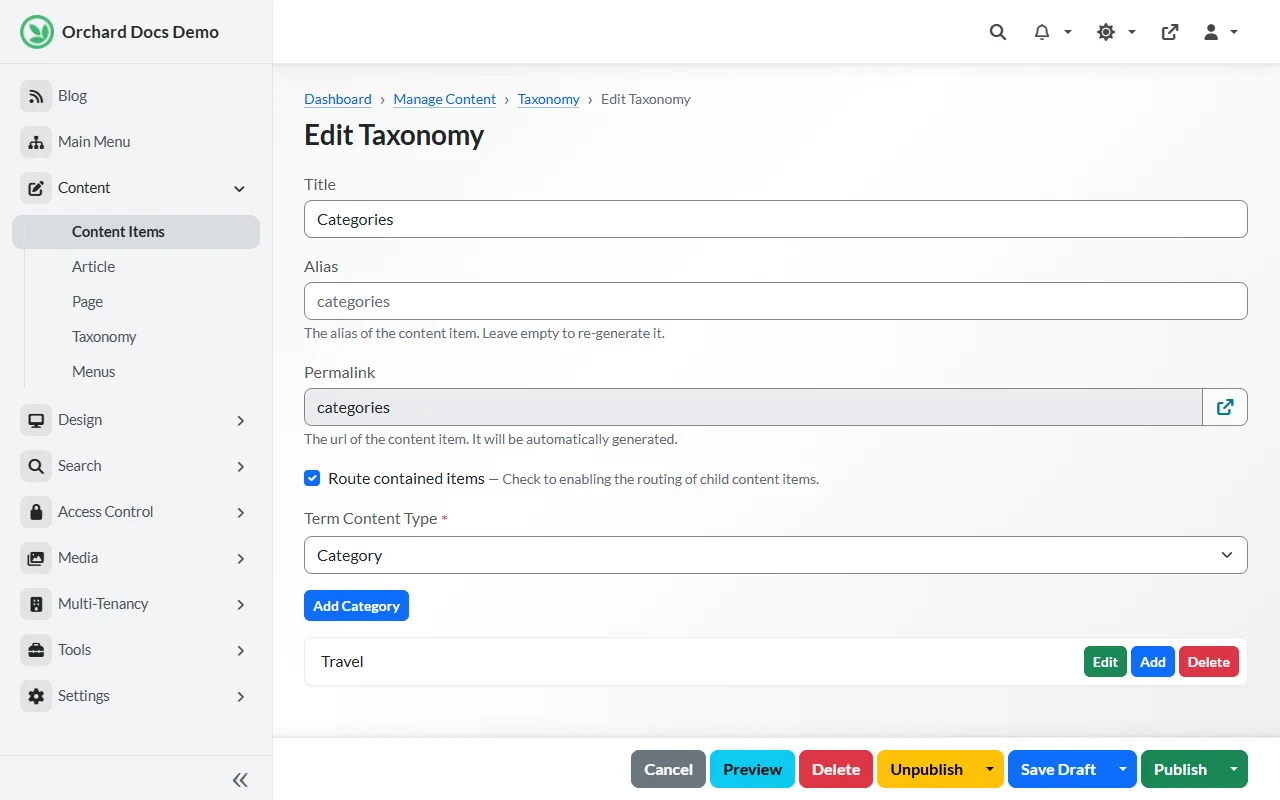 Orchard Docs Demo
Blog
Main Menu
Content
Content Items
Article
Page
Taxonomy
Menus
Design
Search
Access Control
Media
Multi-Tenancy
Tools
Settings
Dashboard › Manage Content › Taxonomy › Edit Taxonomy
Edit Taxonomy
Title
Categories
Alias
categories
The alias of the content item. Leave empty to re-generate it.
Permalink
categories
The url of the content item. It will be automatically generated.
Route contained items — Check to enabling the routing of child content items.
Term Content Type *
Category
Add Category
Travel Edit Add Delete
Cancel Preview Delete Unpublish Save Draft Publish